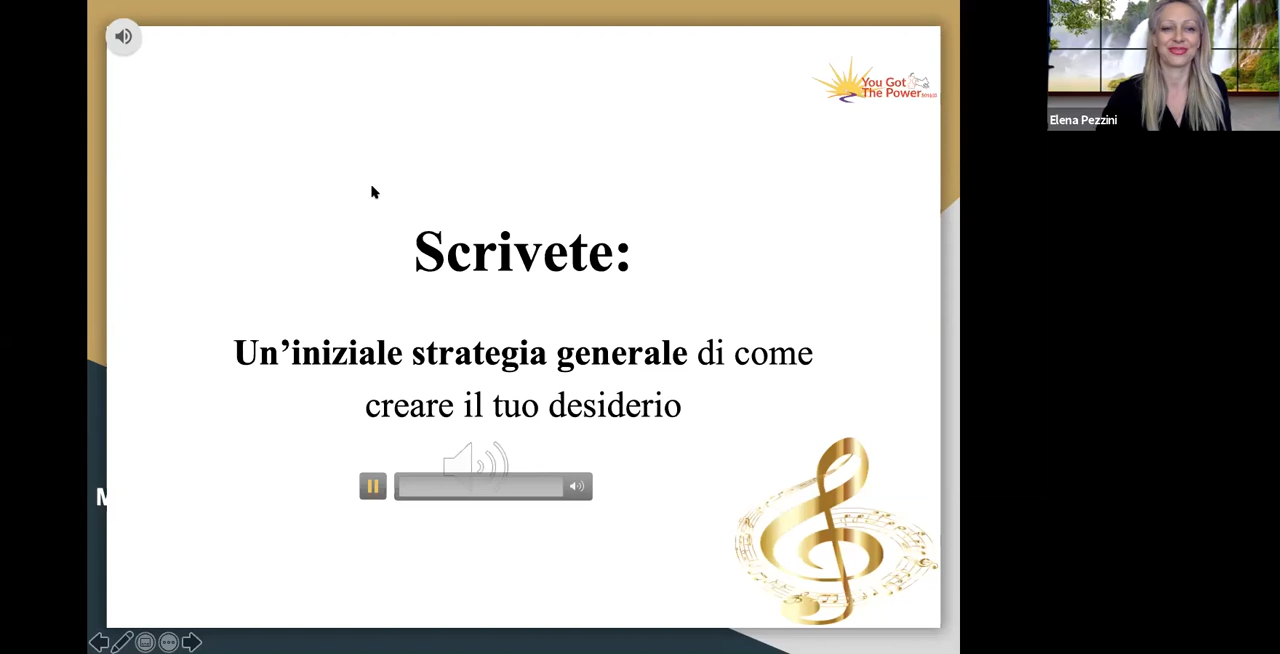 You Got
The Power
Elena Pezzini
Scrivete:
Un’iniziale strategia generale di come
creare il tuo desiderio
M